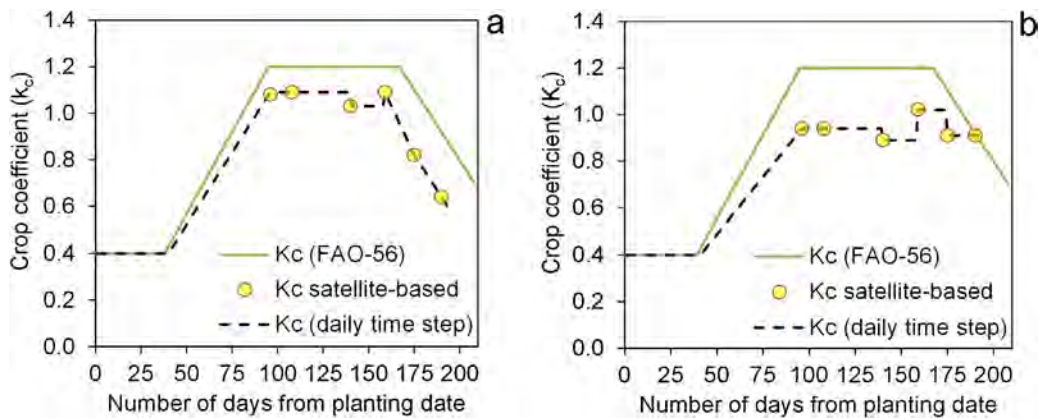 a
Crop coefficient (kc)
1.4
1.2
1.0
0.8
0.6
0.4
0.2
0.0
Kc (FAO-56)
Kc satellite-based
Kc (daily time step)
0 25 50 75 100 125 150 175 200
Number of days from planting date
b
Crop coefficient (Kc)
1.4
1.2
1.0
0.8
0.6
0.4
0.2
0.0
Kc (FAO-56)
Kc satellite-based
Kc (daily time step)
0 25 50 75 100 125 150 175 200
Number of days from planting date